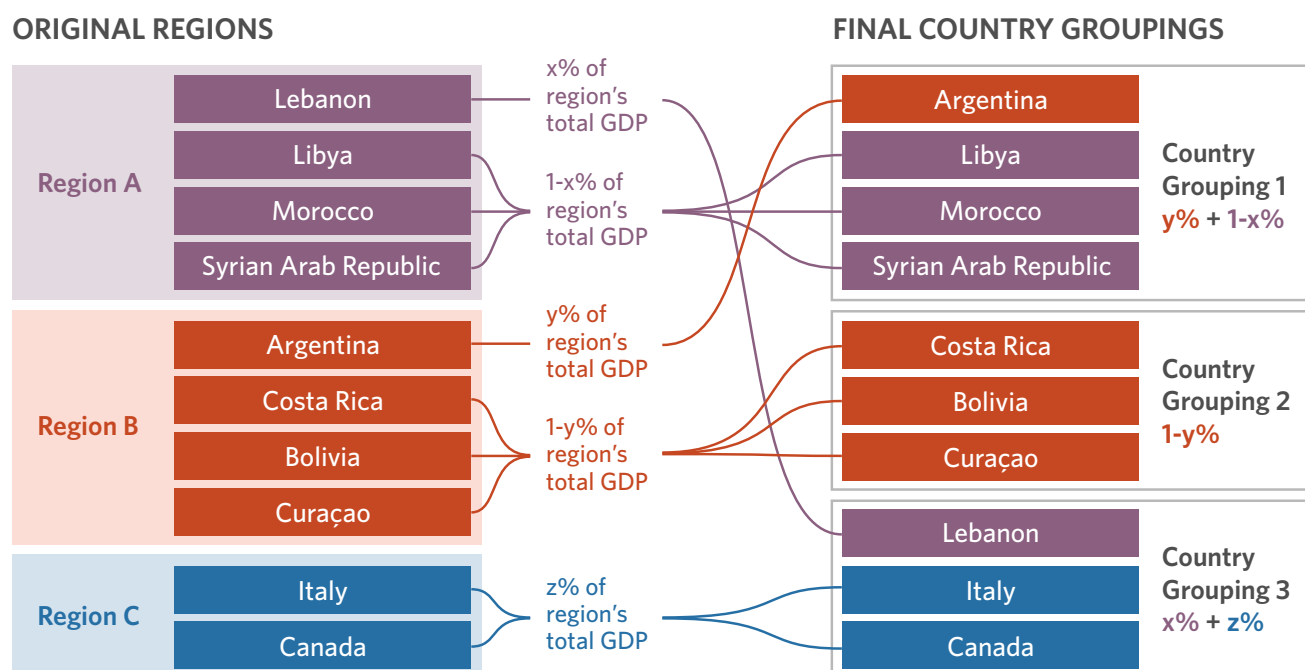 ORIGINAL REGIONS
Region A
Lebanon
Libya
Morocco
Syrian Arab Republic
x% of
region's
total GDP
1-x% of
region's
total GDP
Region B
Argentina
Costa Rica
Bolivia
Curaçao
y% of
region's
total GDP
1-y% of
region's
total GDP
Region C
Italy
Canada
z% of
region's
total GDP
FINAL COUNTRY GROUPINGS
Argentina
Libya
Morocco
Syrian Arab Republic
Country
Grouping 1
y% + 1-x%
Costa Rica
Bolivia
Curaçao
Country
Grouping 2
1-y%
Lebanon
Italy
Canada
Country
Grouping 3
x% + z%